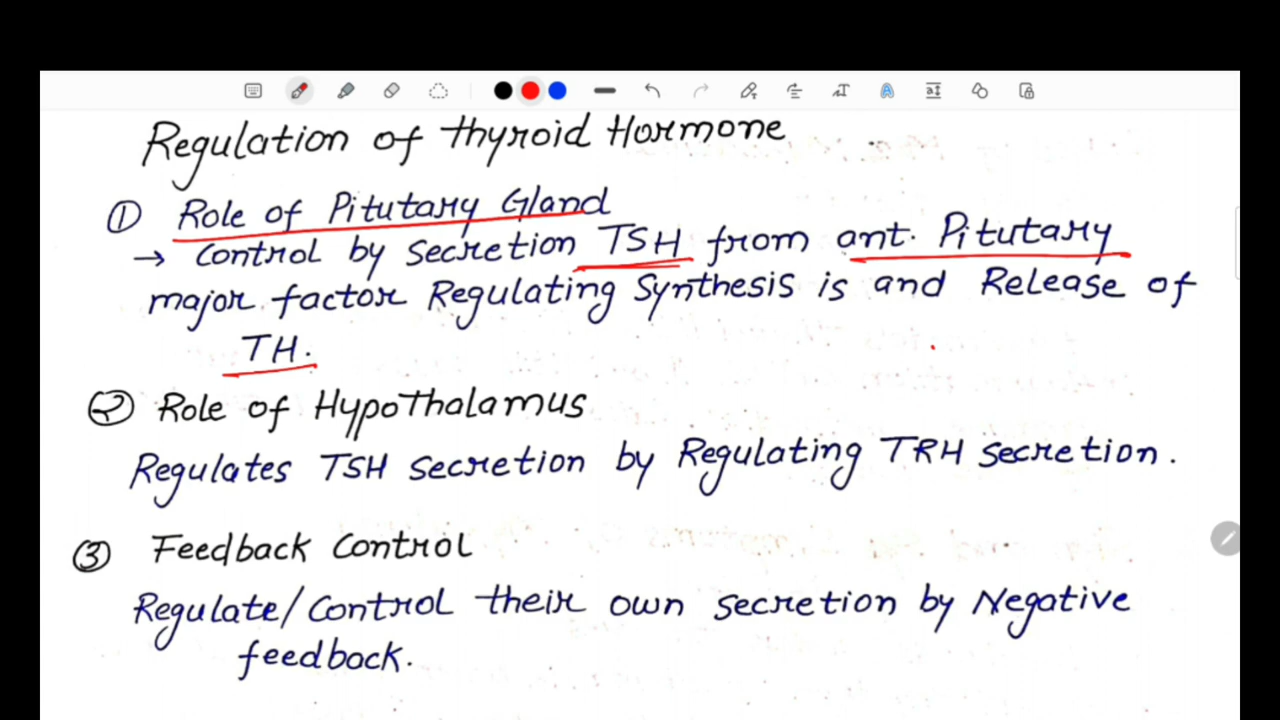 Regulation of Thyroid Hormone
① Role of Pitutary Gland
→ Control by Secretion TSH from ant. Pitutary
major factor Regulating Synthesis is and Release of
TH.
② Role of Hypothalamus
Regulates TSH Secretion by Regulating TRH Secretion.
③ Feedback Control
Regulate/Control their own Secretion by Negative
feedback.